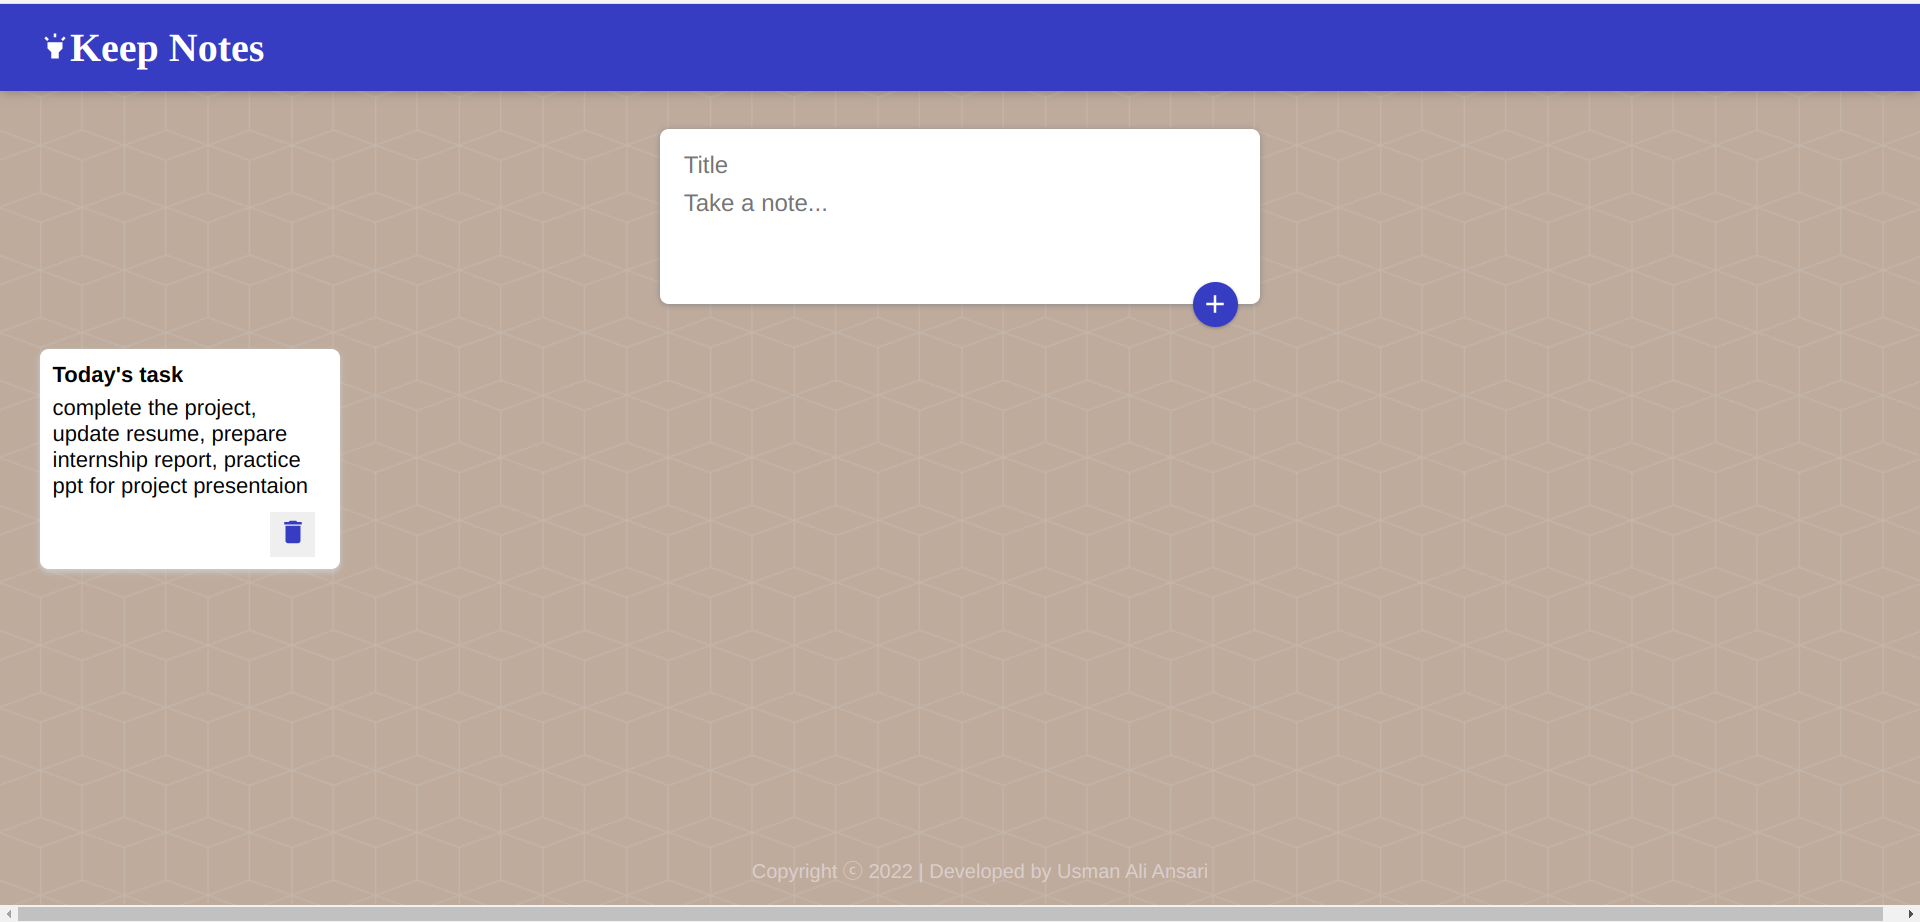 Keep Notes
Title
Take a note...
Today's task
complete the project,
update resume, prepare
internship report, practice
ppt for project presentaion
Copyright ⓒ 2022 | Developed by Usman Ali Ansari